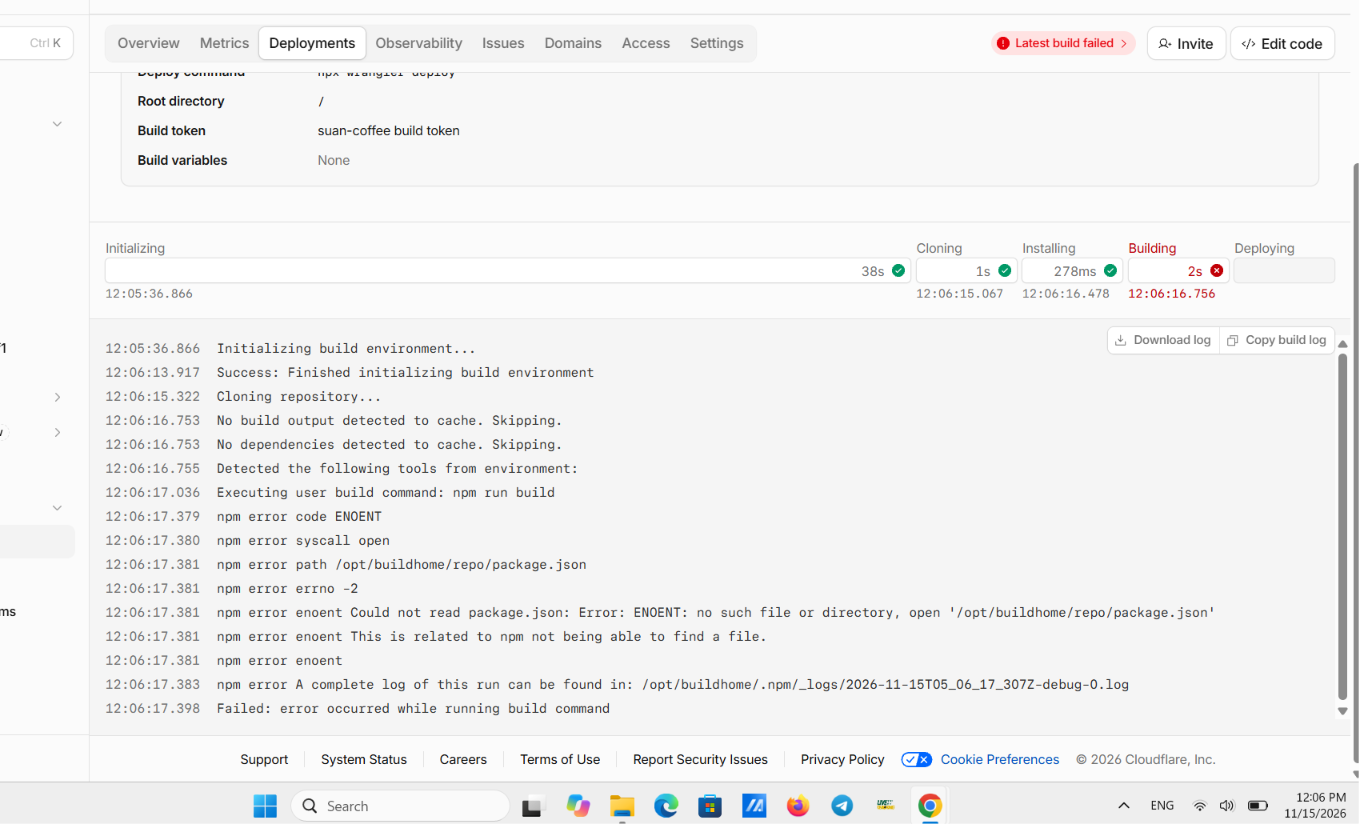 Ctrl K
Overview Metrics Deployments Observability Issues Domains Access Settings Latest build failed Invite Edit code
Deploy command npx wrangler deploy
Root directory /
Build token suan-coffee build token
Build variables None
Initializing Cloning Installing Building Deploying
38s 1s 278ms 2s
12:05:36.866 12:06:15.067 12:06:16.478 12:06:16.756
Download log Copy build log
12:05:36.866 Initializing build environment...
12:06:13.917 Success: Finished initializing build environment
12:06:15.322 Cloning repository...
12:06:16.753 No build output detected to cache. Skipping.
12:06:16.753 No dependencies detected to cache. Skipping.
12:06:16.755 Detected the following tools from environment:
12:06:17.036 Executing user build command: npm run build
12:06:17.379 npm error code ENOENT
12:06:17.380 npm error syscall open
12:06:17.381 npm error path /opt/buildhome/repo/package.json
12:06:17.381 npm error errno -2
12:06:17.381 npm error enoent Could not read package.json: Error: ENOENT: no such file or directory, open '/opt/buildhome/repo/package.json'
12:06:17.381 npm error enoent This is related to npm not being able to find a file.
12:06:17.381 npm error enoent
12:06:17.383 npm error A complete log of this run can be found in: /opt/buildhome/.npm/_logs/2026-11-15T05_06_17_307Z-debug-0.log
12:06:17.398 Failed: error occurred while running build command
Support System Status Careers Terms of Use Report Security Issues Privacy Policy Cookie Preferences © 2026 Cloudflare, Inc.
Search ENG 12:06 PM
11/15/2026